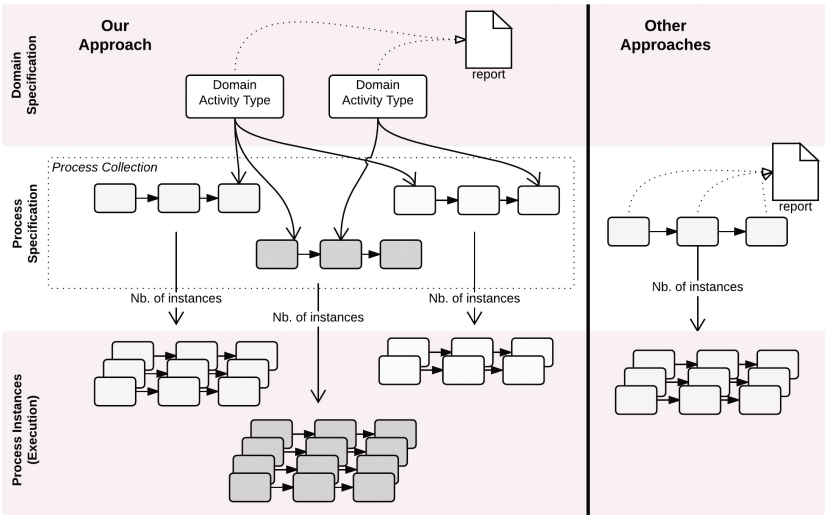 Our
Approach
Other
Approaches
Domain
Specification
report
Domain
Activity Type
Domain
Activity Type
Process
Specification
Process Collection
report
Nb. of instances
Nb. of instances
Nb. of instances
Nb. of instances
Process Instances
(Execution)